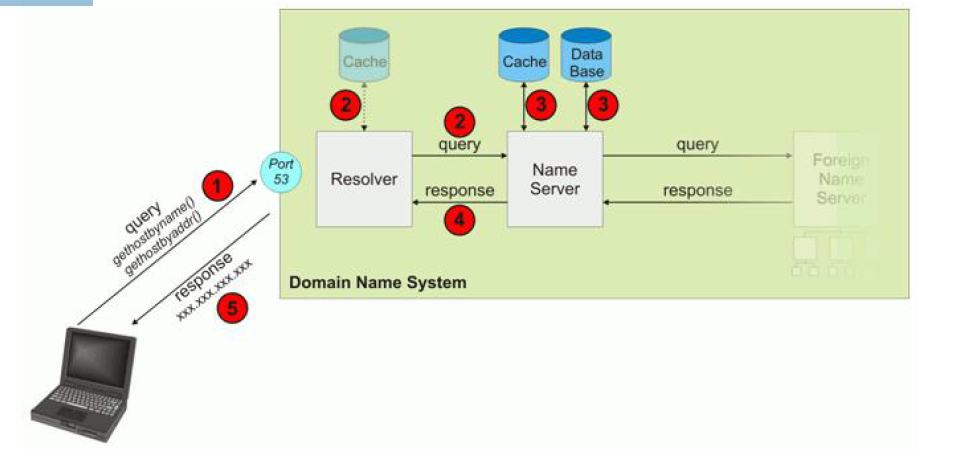 Cache
Cache
Data
Base
2
3
3
2
query
query
Port
53
1
Resolver
Name
Server
Foreign
Name
Server
query
gethostbyname()
gethostbyaddr()
response
response
4
response
xxx.xxx.xxx.xxx
5
Domain Name System